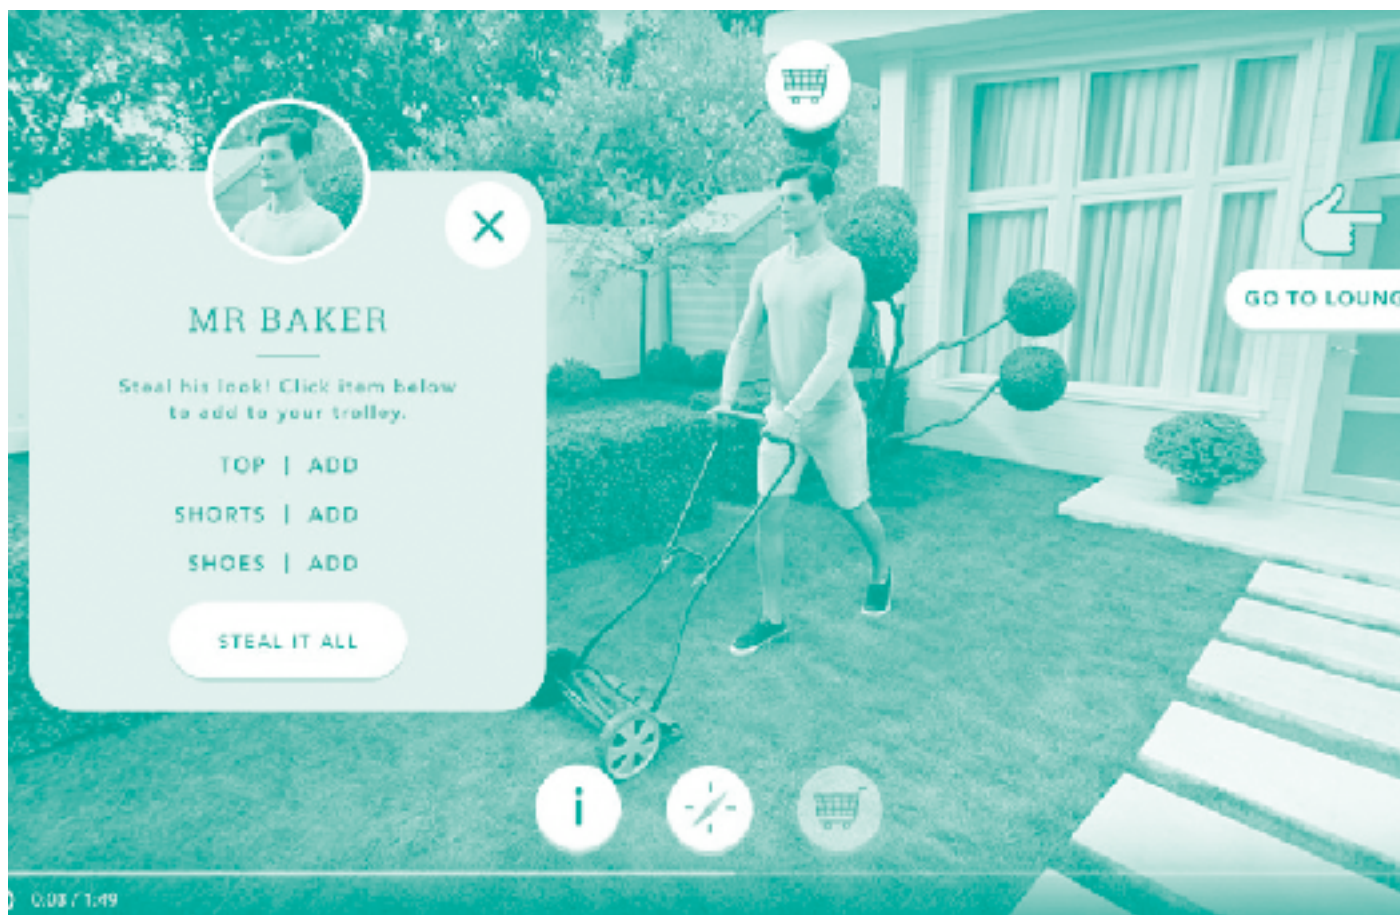 MR BAKER
Steal his look! Click item below
to add to your trolley.
TOP | ADD
SHORTS | ADD
SHOES | ADD
STEAL IT ALL
GO TO LOUNG
i
0:08 / 1:49